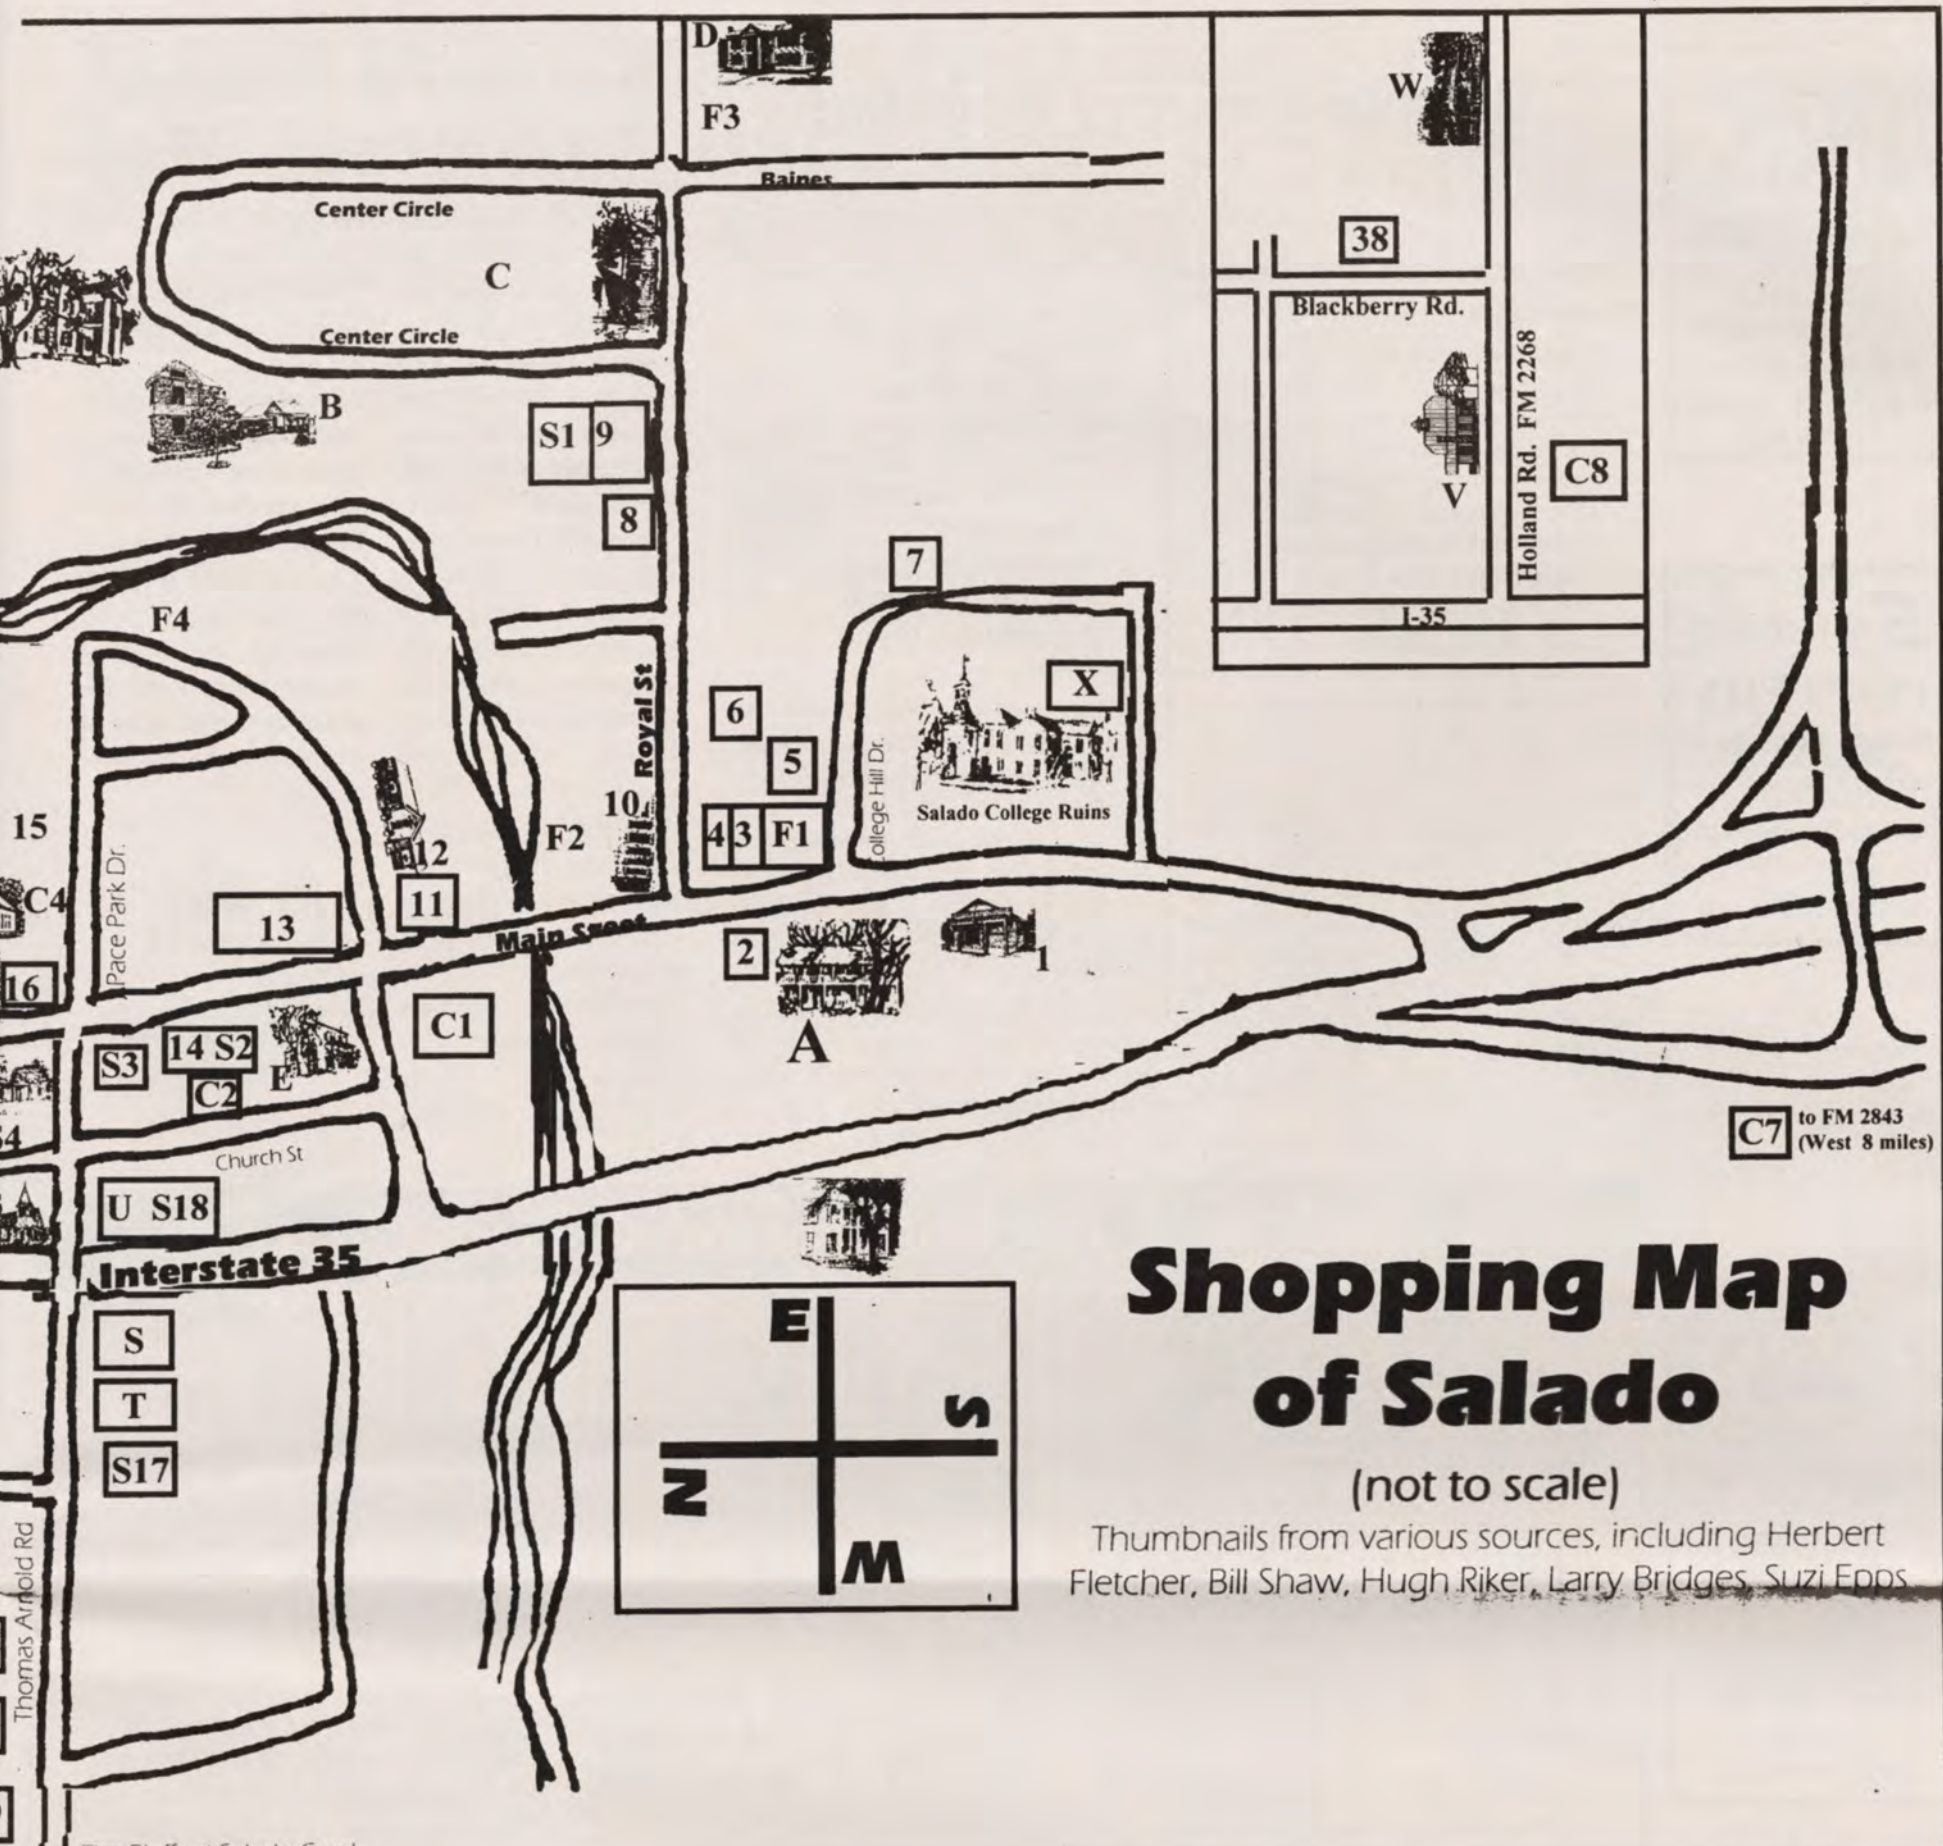 D
F3
W
Baines
Center Circle
C
38
Center Circle
Blackberry Rd.
B
S1 9
Holland Rd. FM 2268
C8
V
8
7
F4
I-35
Royal St
6
X
5
College Hill Dr.
10
Salado College Ruins
15
4 3 F1
F2
12
Pace Park Dr.
C4
11
13
Main Sreet
2
1
16
C1
A
S3
14 S2
E
C2
C7
to FM 2843
(West 8 miles)
Church St
U S18
Interstate 35
Shopping Map
of Salado
(not to scale)
Thumbnails from various sources, including Herbert
Fletcher, Bill Shaw, Hugh Riker, Larry Bridges, Suzi Epps
E
S
N
W
S
T
S17
Thomas Arnold Rd